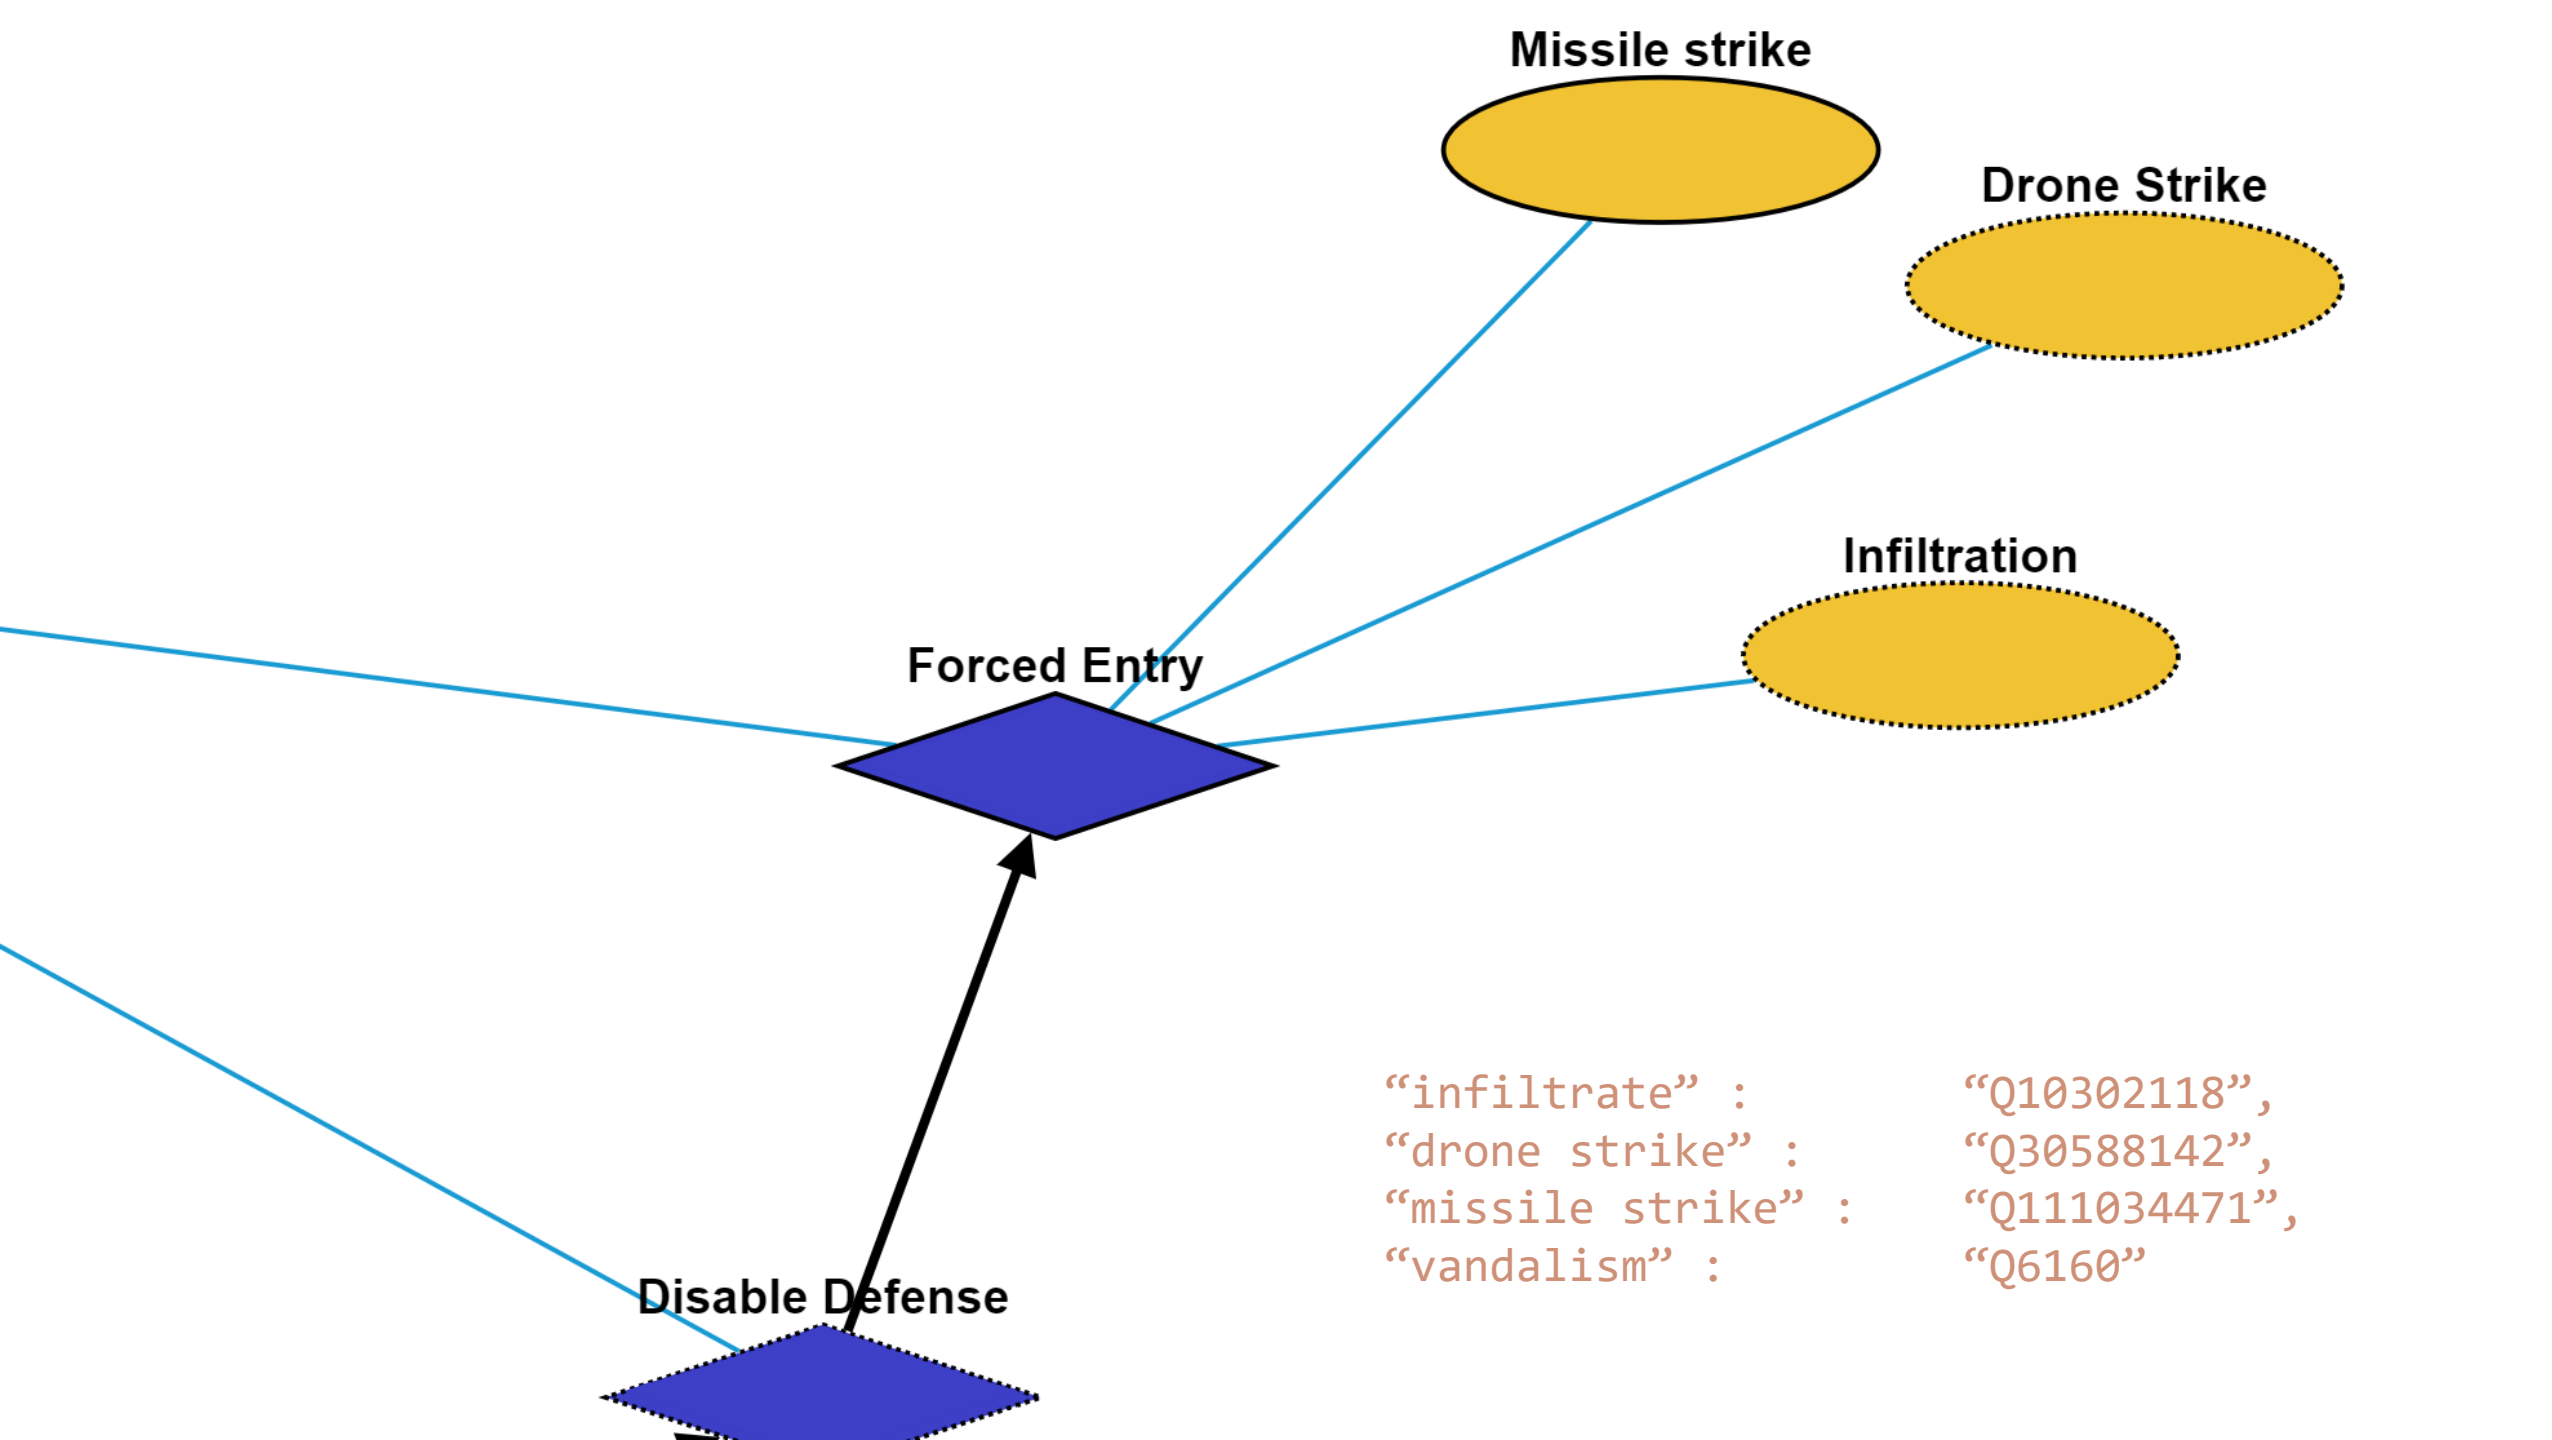 Missile strike
Drone Strike
Infiltration
Forced Entry
“infiltrate” : “Q10302118”,
“drone strike” : “Q30588142”,
“missile strike” : “Q111034471”,
“vandalism” : “Q6160”
Disable Defense